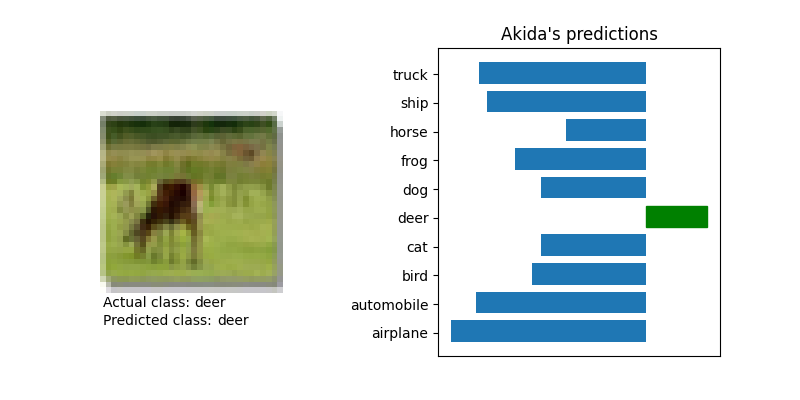 Akida's predictions
truck
ship
horse
frog
dog
deer
cat
bird
automobile
airplane
Actual class: deer
Predicted class: deer